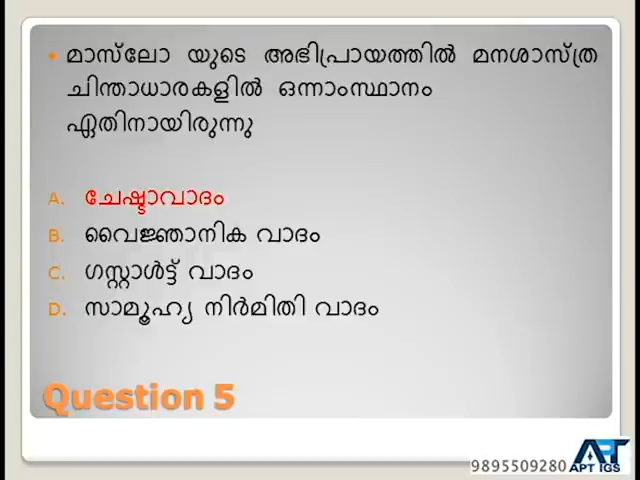 മാസ്ലോ യുടെ അഭിപ്രായത്തിൽ മനശാസ്ത്ര
ചിന്താധാരകളിൽ ഒന്നാംസ്ഥാനം
ഏതിനായിരുന്നു
A. ചേഷ്ടാവാദം
B. വൈജ്ഞാനിക വാദം
C. ഗസ്റ്റാൾട്ട് വാദം
D. സാമൂഹ്യ നിർമിതി വാദം
Question 5
9895509280
APT IGS